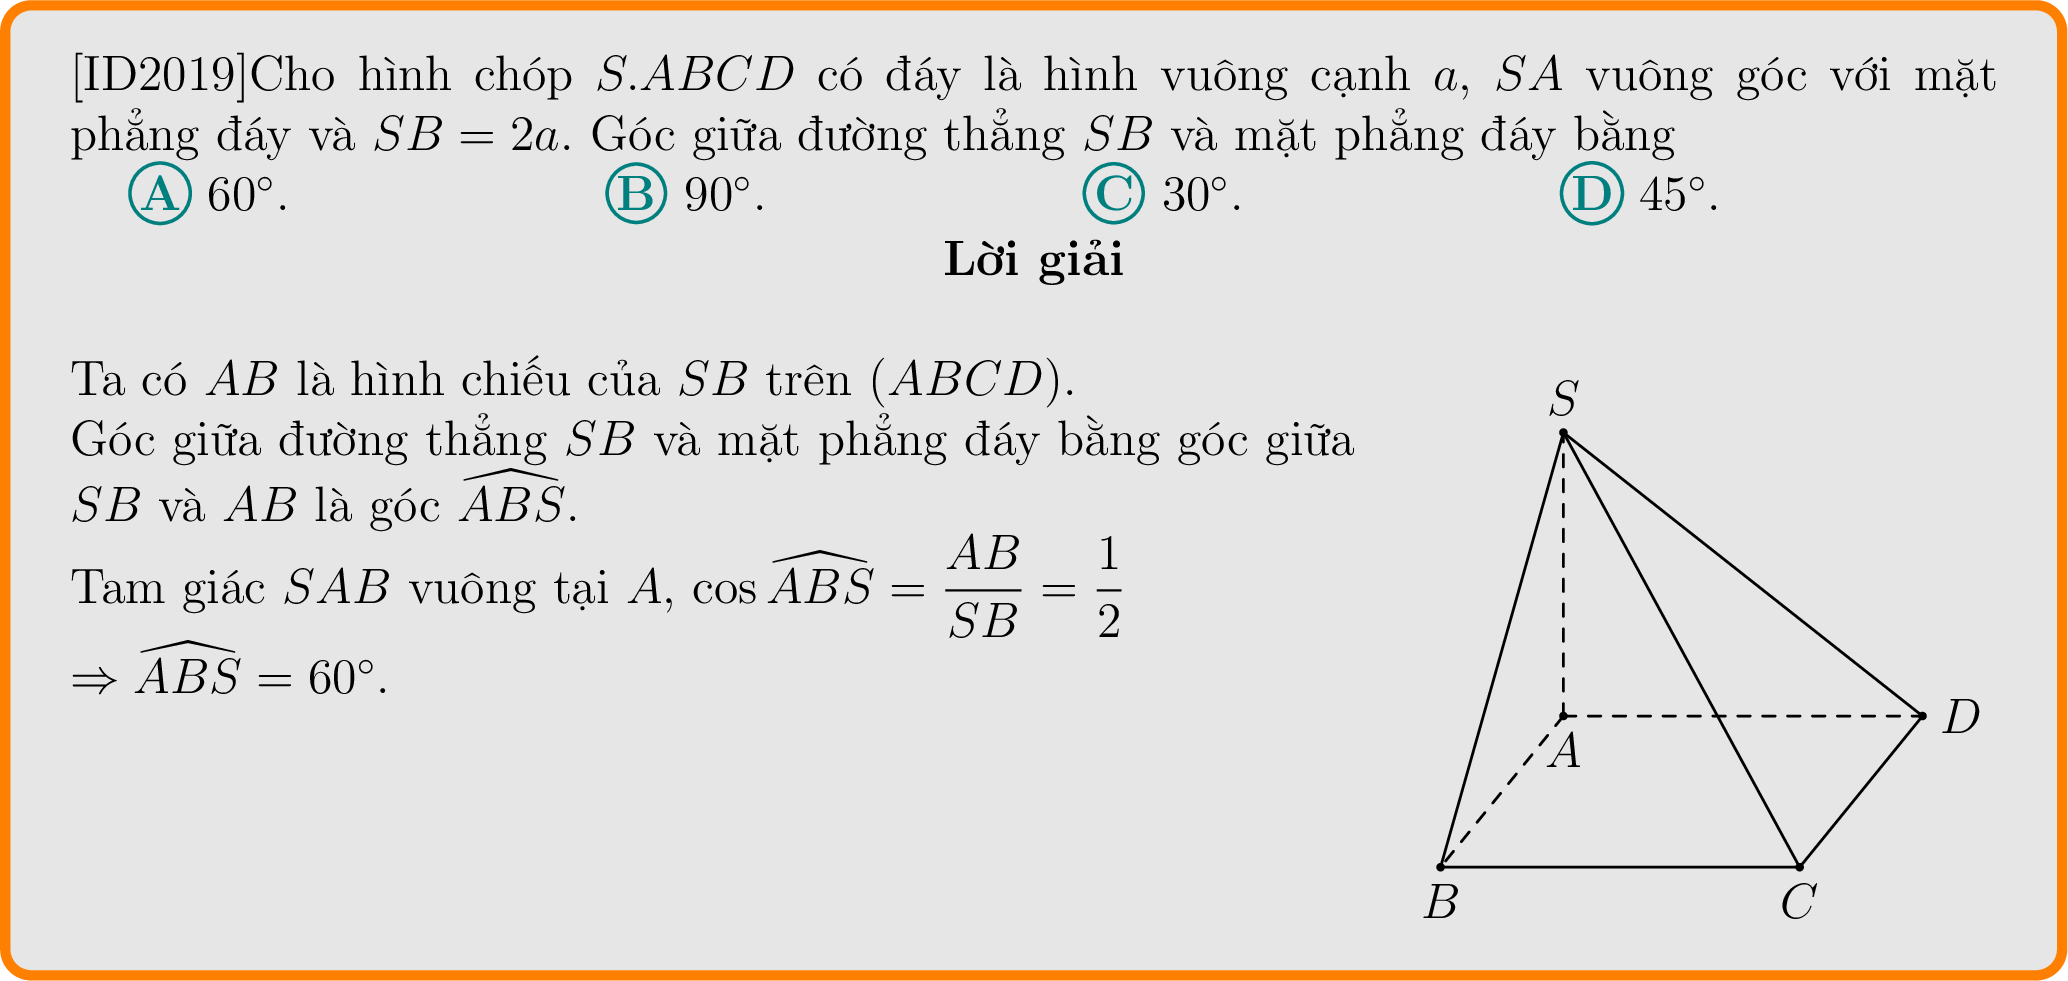 [ID2019]Cho hình chóp S.ABCD có đáy là hình vuông cạnh a, SA vuông góc với mặt
phẳng đáy và SB = 2a. Góc giữa đường thẳng SB và mặt phẳng đáy bằng
A 60°. B 90°. C 30°. D 45°.
Lời giải
Ta có AB là hình chiếu của SB trên (ABCD).
Góc giữa đường thẳng SB và mặt phẳng đáy bằng góc giữa
SB và AB là góc \widehat{ABS}.
Tam giác SAB vuông tại A, cos \widehat{ABS} = \frac{AB}{SB} = \frac{1}{2}
⇒ \widehat{ABS} = 60°.
S
A
D
B
C